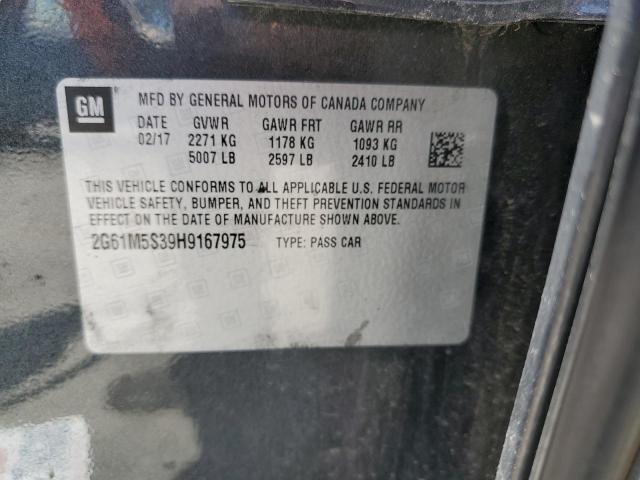 GM
MFD BY GENERAL MOTORS OF CANADA COMPANY
DATE GVWR GAWR FRT GAWR RR
02/17 2271 KG 1178 KG 1093 KG
5007 LB 2597 LB 2410 LB
THIS VEHICLE CONFORMS TO ALL APPLICABLE U.S. FEDERAL MOTOR
VEHICLE SAFETY, BUMPER, AND THEFT PREVENTION STANDARDS IN
EFFECT ON THE DATE OF MANUFACTURE SHOWN ABOVE.
2G61M5S39H9167975 TYPE: PASS CAR